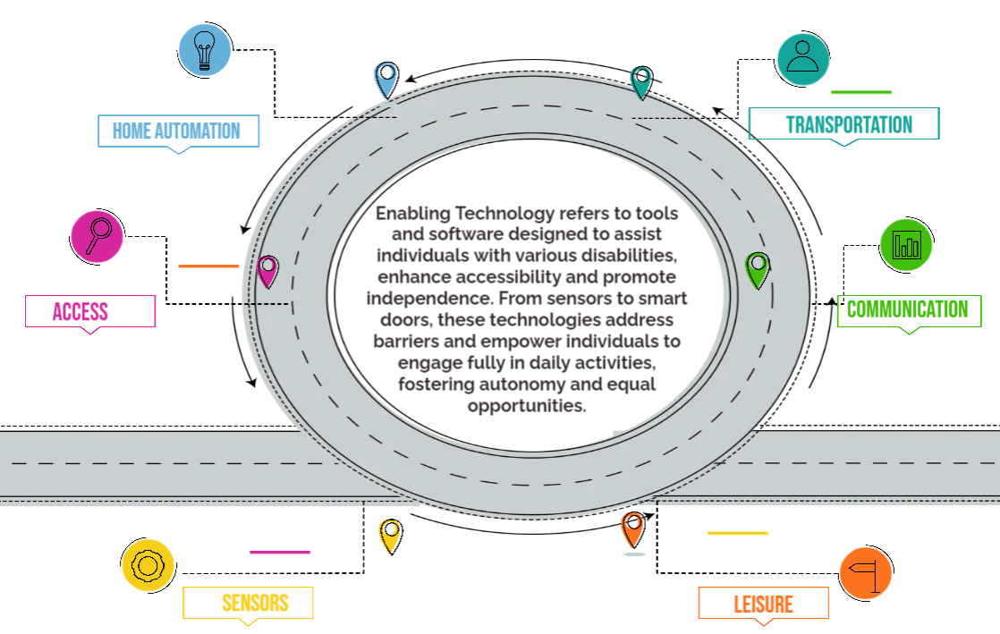 HOME AUTOMATION
TRANSPORTATION
Enabling Technology refers to tools
and software designed to assist
individuals with various disabilities,
enhance accessibility and promote
independence. From sensors to smart
doors, these technologies address
barriers and empower individuals to
engage fully in daily activities,
fostering autonomy and equal
opportunities.
ACCESS
COMMUNICATION
SENSORS
LEISURE